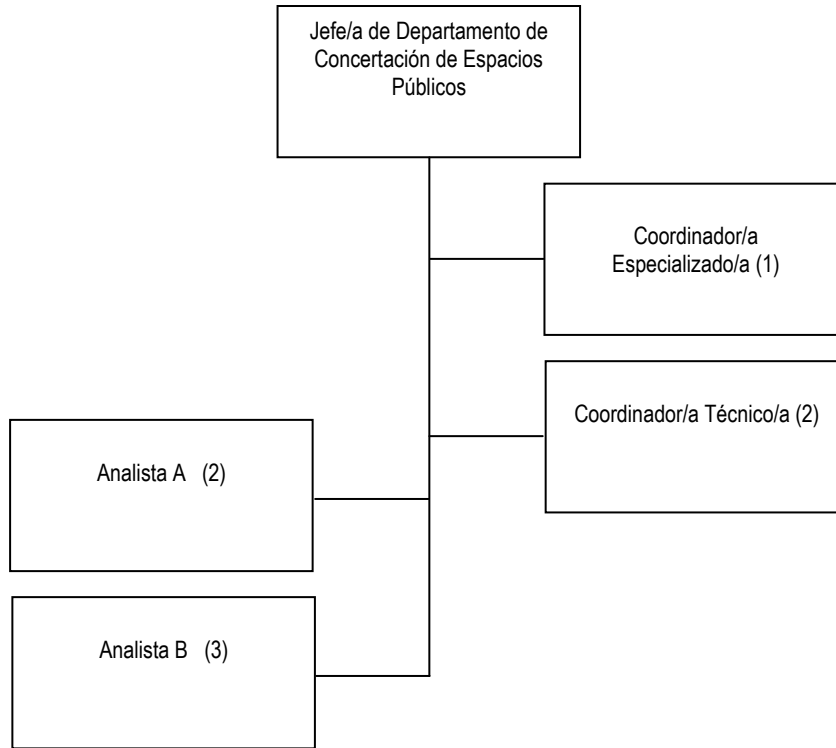 Jefe/a de Departamento de
Concertación de Espacios
Públicos
Coordinador/a
Especializado/a (1)
Coordinador/a Técnico/a (2)
Analista A (2)
Analista B (3)